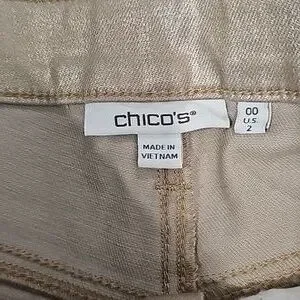 chico's®
MADE IN
VIETNAM
00
U.S.
2